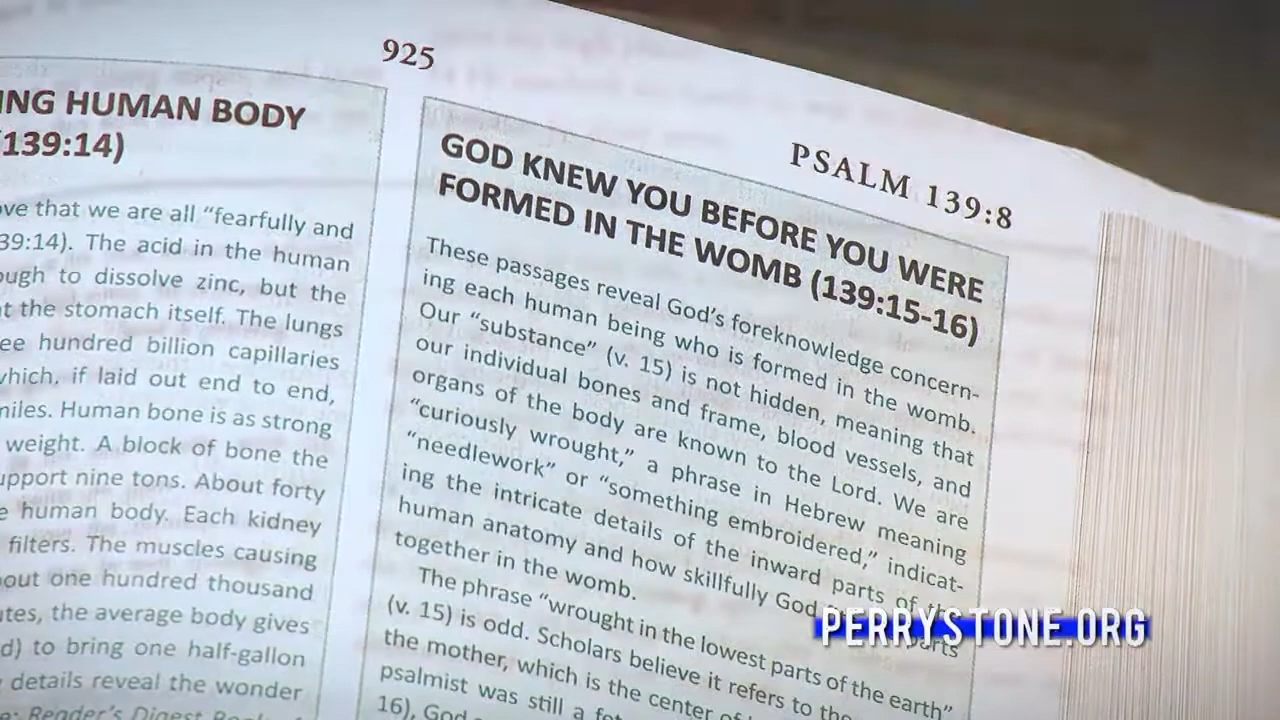 925
PSALM 139:8
ING HUMAN BODY
(139:14)
ove that we are all “fearfully and
39:14). The acid in the human
ough to dissolve zinc, but the
at the stomach itself. The lungs
ee hundred billion capillaries
which, if laid out end to end,
miles. Human bone is as strong
weight. A block of bone the
upport nine tons. About forty
e human body. Each kidney
filters. The muscles causing
bout one hundred thousand
utes, the average body gives
d) to bring one half-gallon
details reveal the wonder
Reader’s Digest
GOD KNEW YOU BEFORE YOU WERE
FORMED IN THE WOMB (139:15-16)
These passages reveal God’s foreknowledge concern-
ing each human being who is formed in the womb.
Our “substance” (v. 15) is not hidden, meaning that
our individual bones and frame, blood vessels, and
organs of the body are known to the Lord. We are
“curiously wrought,” a phrase in Hebrew meaning
“needlework” or “something embroidered,” indicat-
ing the intricate details of the inward parts of
human anatomy and how skillfully God parts
together in the womb.
The phrase “wrought in the lowest parts of the earth”
(v. 15) is odd. Scholars believe it refers to the
the mother, which is the center of
psalmist was still a
16), God
PERRYSTONE.ORG